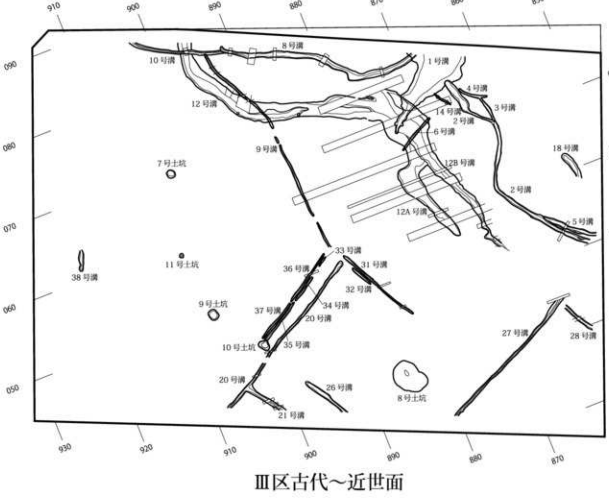 910
900
890
880
870
860
090
8号溝
10号溝
1号溝
12号溝
4号溝
3号溝
14号溝
2号溝
6号溝
080
9号溝
18号溝
7号土坑
12B号溝
2号溝
12A号溝
5号溝
070
33号溝
36号溝
31号溝
11号土坑
38号溝
32号溝
34号溝
060
9号土坑
37号溝
20号溝
27号溝
28号溝
10号土坑
35号溝
050
20号溝
26号溝
8号土坑
21号溝
930
920
910
900
890
880
870
Ⅲ区古代～近世面